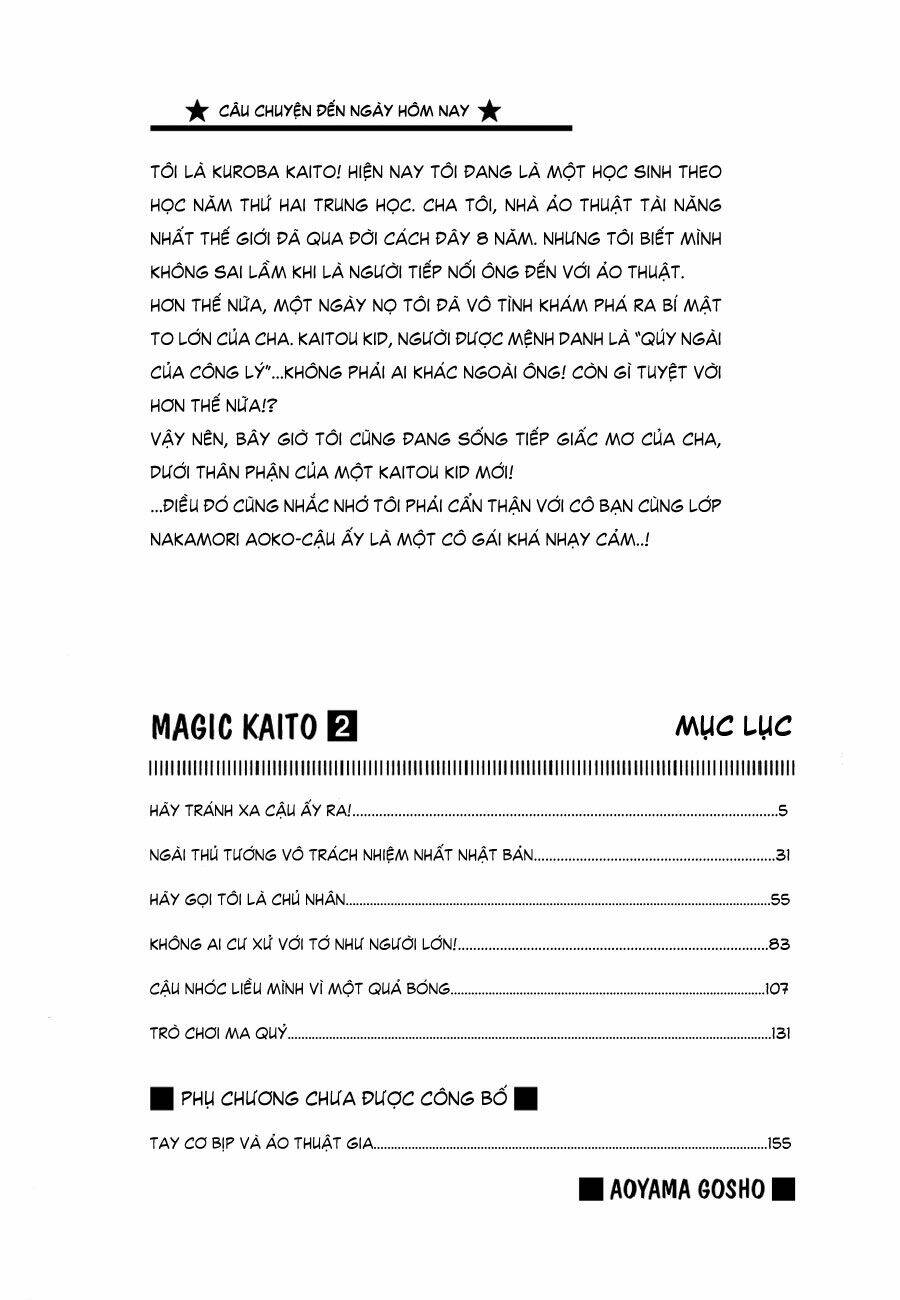 ★ CÂU CHUYỆN ĐẾN NGÀY HÔM NAY ★
TÔI LÀ KUROBA KAITO! HIỆN NAY TÔI ĐANG LÀ MỘT HỌC SINH THEO
HỌC NĂM THỨ HAI TRUNG HỌC. CHA TÔI, NHÀ ẢO THUẬT TÀI NĂNG
NHẤT THẾ GIỚI ĐÃ QUA ĐỜI CÁCH ĐÂY 8 NĂM. NHƯNG TÔI BIẾT MÌNH
KHÔNG SAI LẦM KHI LÀ NGƯỜI TIẾP NỐI ÔNG ĐẾN VỚI ẢO THUẬT.
HƠN THẾ NỮA, MỘT NGÀY NỌ TÔI ĐÃ VÔ TÌNH KHÁM PHÁ RA BÍ MẬT
TO LỚN CỦA CHA. KAITOU KID, NGƯỜI ĐƯỢC MỆNH DANH LÀ "QÚY NGÀI
CỦA CÔNG LÝ"...KHÔNG PHẢI AI KHÁC NGOÀI ÔNG! CÒN GÌ TUYỆT VỜI
HƠN THẾ NỮA!?
VẬY NÊN, BÂY GIỜ TÔI CŨNG ĐANG SỐNG TIẾP GIẤC MƠ CỦA CHA,
DƯỚI THÂN PHẬN CỦA MỘT KAITOU KID MỚI!
...ĐIỀU ĐÓ CŨNG NHẮC NHỞ TÔI PHẢI CẨN THẬN VỚI CÔ BẠN CÙNG LỚP
NAKAMORI AOKO-CẬU ẤY LÀ MỘT CÔ GÁI KHÁ NHẠY CẢM..!
MAGIC KAITO 2 MỤC LỤC
HÃY TRÁNH XA CẬU ẤY RA!...5
NGÀI THỦ TƯỚNG VÔ TRÁCH NHIỆM NHẤT NHẬT BẢN...31
HÃY GỌI TÔI LÀ CHỦ NHÂN...55
KHÔNG AI CƯ XỬ VỚI TỚ NHƯ NGƯỜI LỚN!...83
CẬU NHÓC LIỀU MÌNH VÌ MỘT QUẢ BÓNG...107
TRÒ CHƠI MA QUỶ...131
■ PHỤ CHƯƠNG CHƯA ĐƯỢC CÔNG BỐ ■
TAY CƠ BỊP VÀ ẢO THUẬT GIA...155
■ AOYAMA GOSHO ■